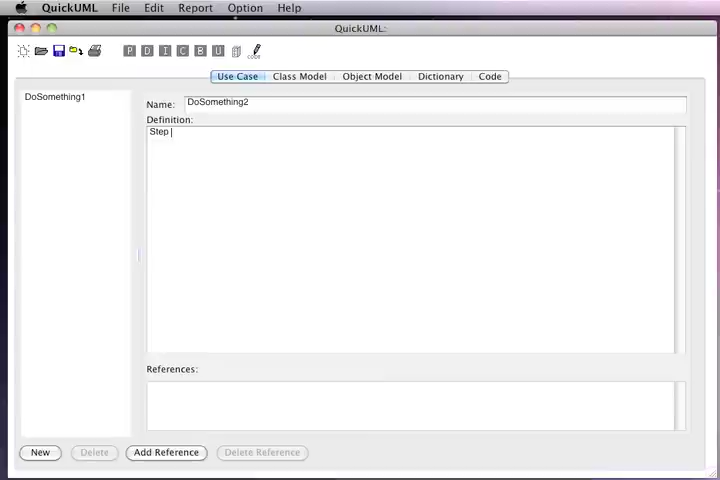 QuickUML File Edit Report Option Help
QuickUML:
P D I C B U CODE
Use Case Class Model Object Model Dictionary Code
DoSomething1
Name: DoSomething2
Definition:
Step
References:
New Delete Add Reference Delete Reference